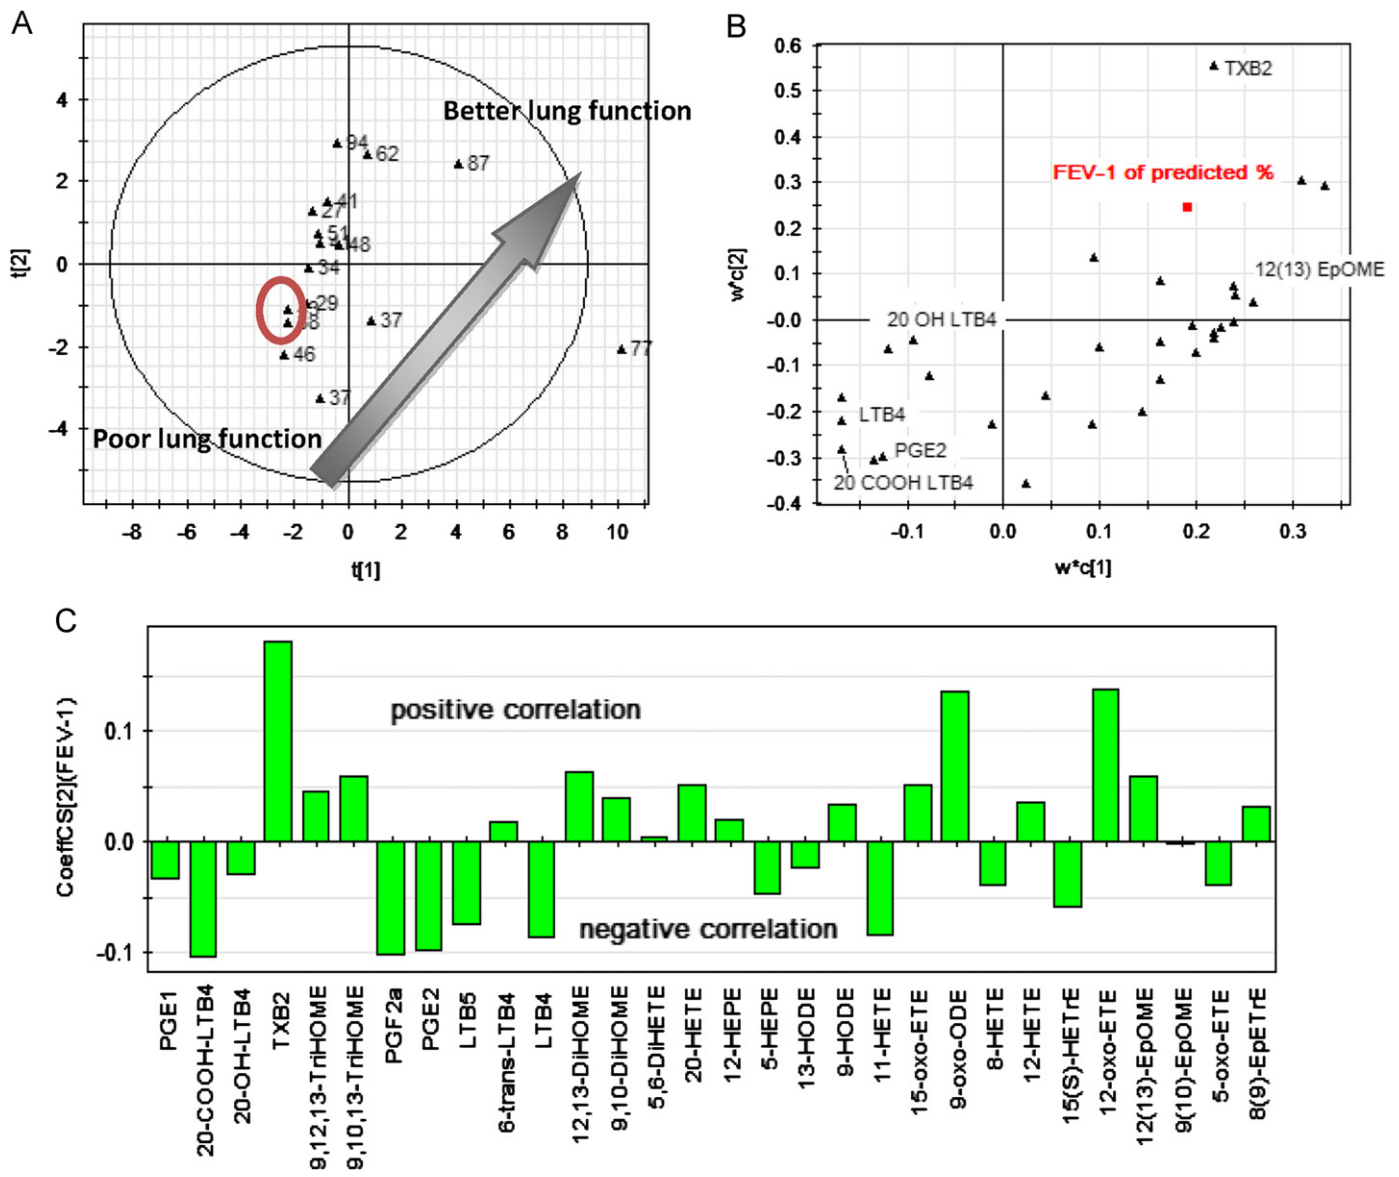 A
Better lung function
94
62
87
41
27
51
48
34
29
38
37
46
77
37
Poor lung function
4
2
0
-2
-4
t[2]
-8
-6
-4
-2
0
2
4
6
8
10
t[1]
B
0.6
0.5
0.4
0.3
0.2
0.1
-0.0
-0.1
-0.2
-0.3
-0.4
w*c[2]
TXB2
FEV-1 of predicted %
12(13) EpOME
20 OH LTB4
LTB4
PGE2
20 COOH LTB4
-0.1
0.0
0.1
0.2
0.3
w*c[1]
C
CoeffCS[2](FEV-1)
0.1
0.0
-0.1
positive correlation
negative correlation
PGE1
20-COOH-LTB4
20-OH-LTB4
TXB2
9,12,13-TriHOME
9,10,13-TriHOME
PGF2a
PGE2
LTB5
6-trans-LTB4
LTB4
12,13-DiHOME
9,10-DiHOME
5,6-DiHETE
20-HETE
12-HEPE
5-HEPE
13-HODE
9-HODE
11-HETE
15-oxo-ETE
9-oxo-ODE
8-HETE
12-HETE
15(S)-HETrE
12-oxo-ETE
12(13)-EpOME
9(10)-EpOME
5-oxo-ETE
8(9)-EpETrE